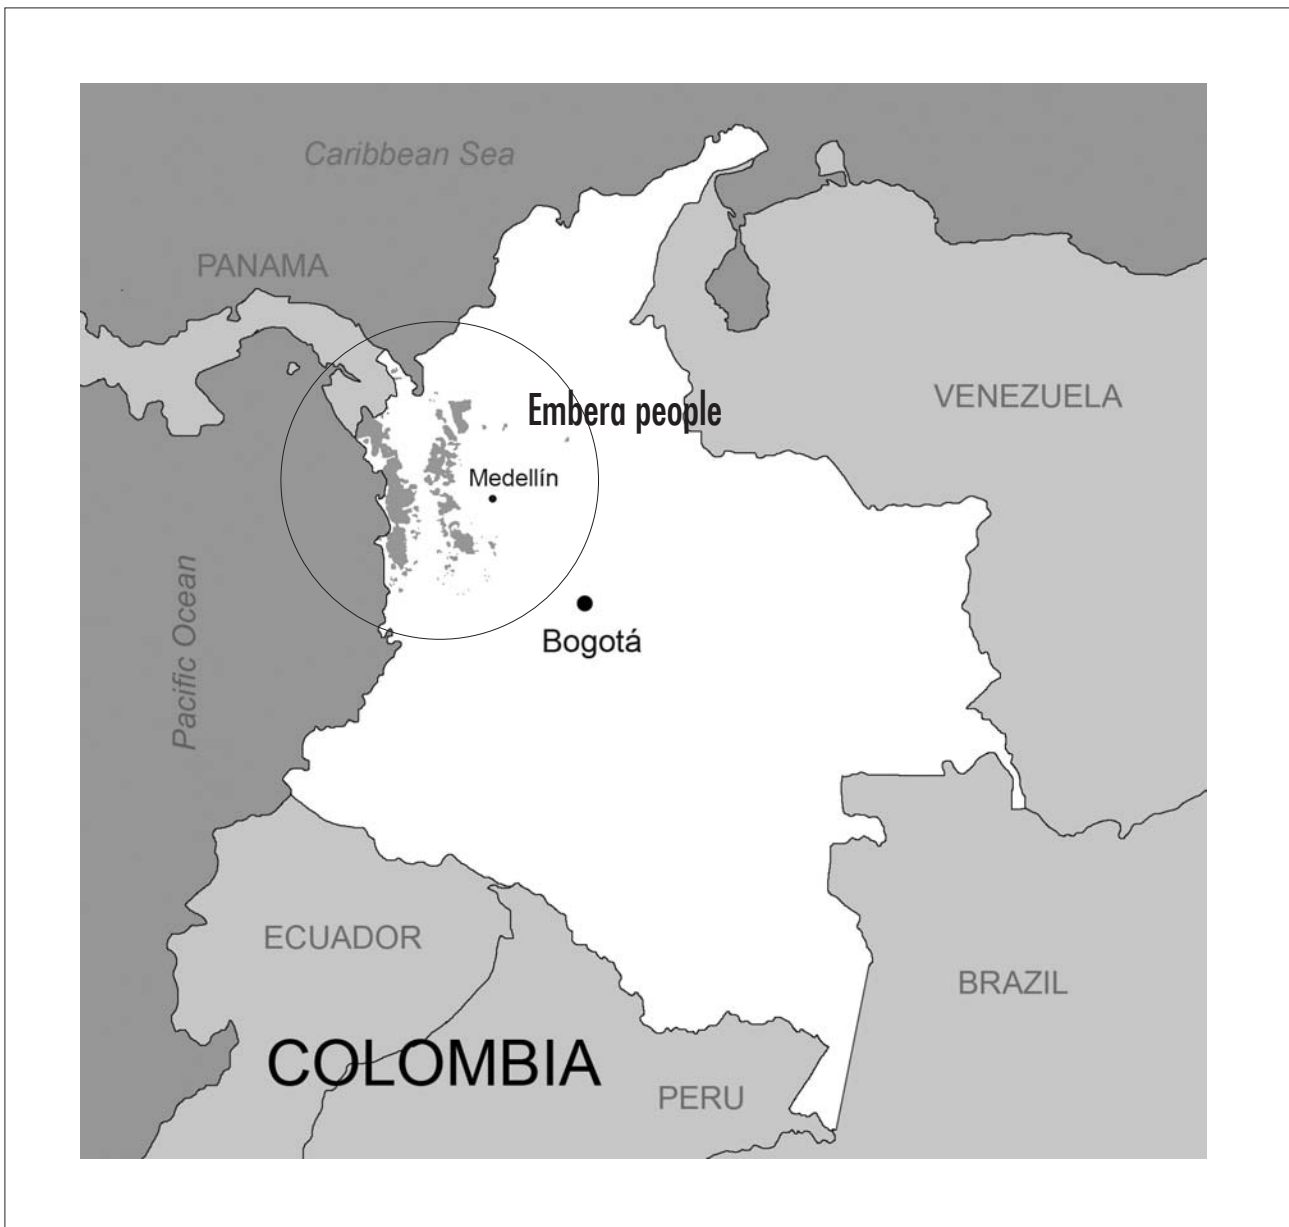 Caribbean Sea
PANAMA
VENEZUELA
Embera people
Medellín
Pacific Ocean
Bogotá
ECUADOR
BRAZIL
COLOMBIA
PERU